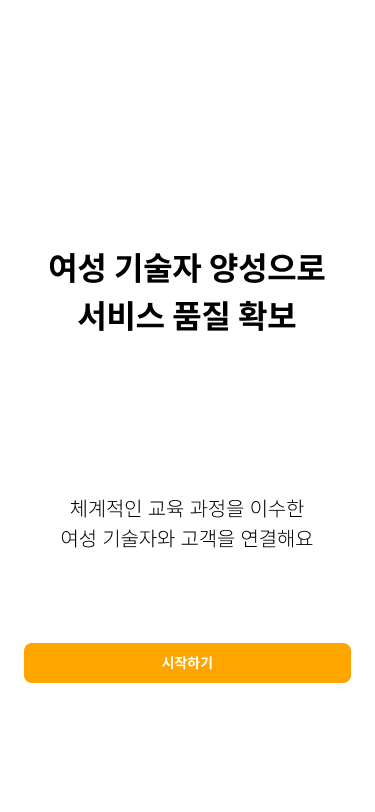 여성 기술자 양성으로
서비스 품질 확보
체계적인 교육 과정을 이수한
여성 기술자와 고객을 연결해요
시작하기